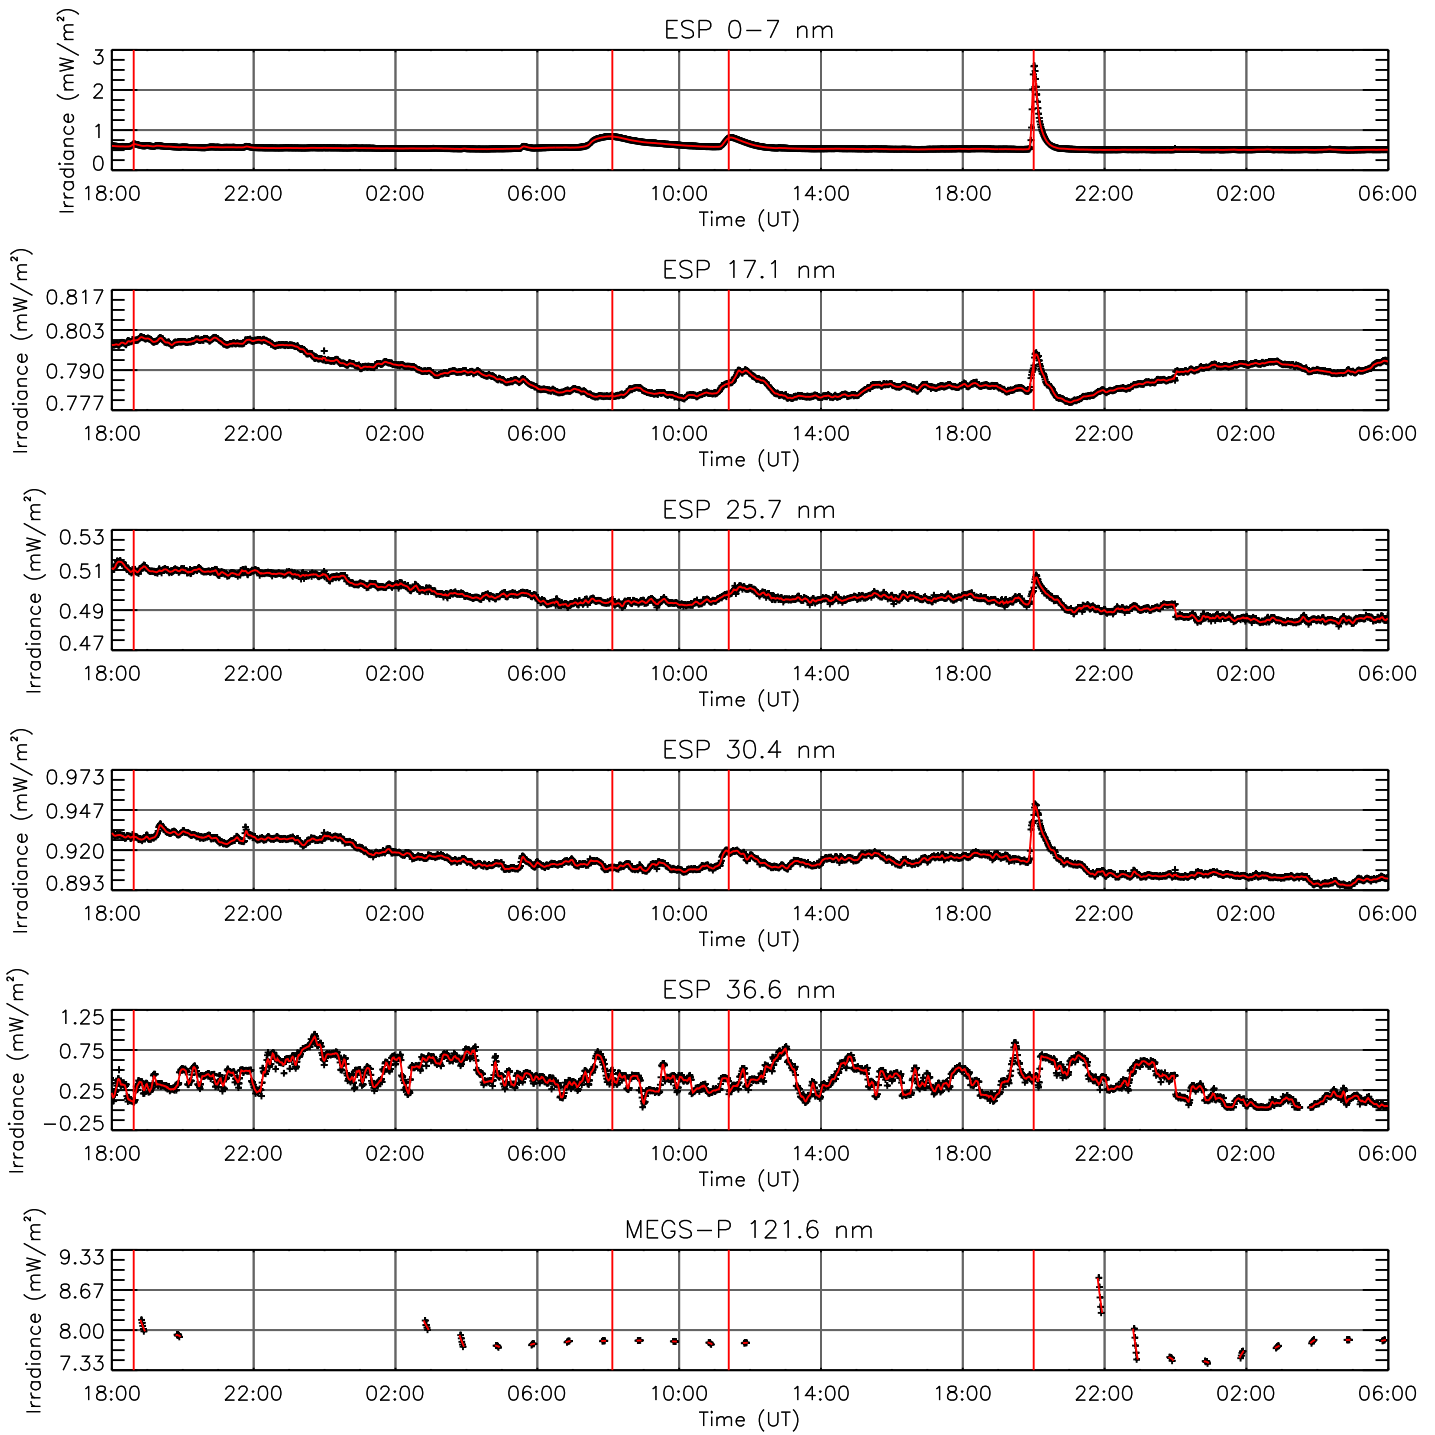 ESP 0-7 nm
Irradiance (mW/m²)
3
2
1
0
18:00 22:00 02:00 06:00 10:00 14:00 18:00 22:00 02:00 06:00
Time (UT)
ESP 17.1 nm
Irradiance (mW/m²)
0.817
0.803
0.790
0.777
18:00 22:00 02:00 06:00 10:00 14:00 18:00 22:00 02:00 06:00
Time (UT)
ESP 25.7 nm
Irradiance (mW/m²)
0.53
0.51
0.49
0.47
18:00 22:00 02:00 06:00 10:00 14:00 18:00 22:00 02:00 06:00
Time (UT)
ESP 30.4 nm
Irradiance (mW/m²)
0.973
0.947
0.920
0.893
18:00 22:00 02:00 06:00 10:00 14:00 18:00 22:00 02:00 06:00
Time (UT)
ESP 36.6 nm
Irradiance (mW/m²)
1.25
0.75
0.25
-0.25
18:00 22:00 02:00 06:00 10:00 14:00 18:00 22:00 02:00 06:00
Time (UT)
MEGS-P 121.6 nm
Irradiance (mW/m²)
9.33
8.67
8.00
7.33
18:00 22:00 02:00 06:00 10:00 14:00 18:00 22:00 02:00 06:00
Time (UT)